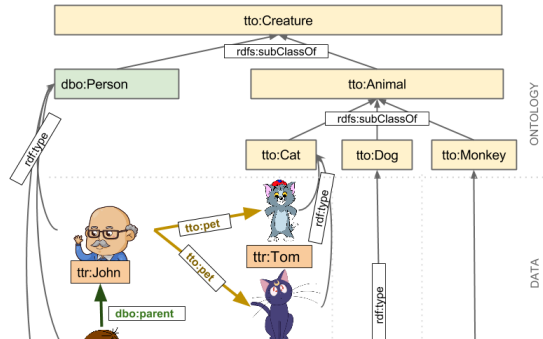 tto:Creature
rdfs:subClassOf
dbo:Person
tto:Animal
rdfs:subClassOf
ONTOLOGY
rdf:type
tto:Cat
tto:Dog
tto:Monkey
tto:pet
rdf:type
ttr:Tom
ttr:John
tto:pet
DATA
rdf:type
dbo:parent